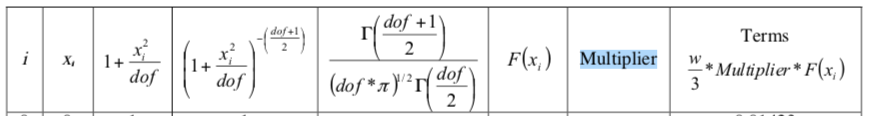 i
xᵢ
1 + xᵢ²/dof
(1 + xᵢ²/dof)^−((dof+1)/2)
Γ((dof+1)/2) / ((dof*π)^1/2 Γ(dof/2))
F(xᵢ)
Multiplier
Terms
w/3 * Multiplier * F(xᵢ)